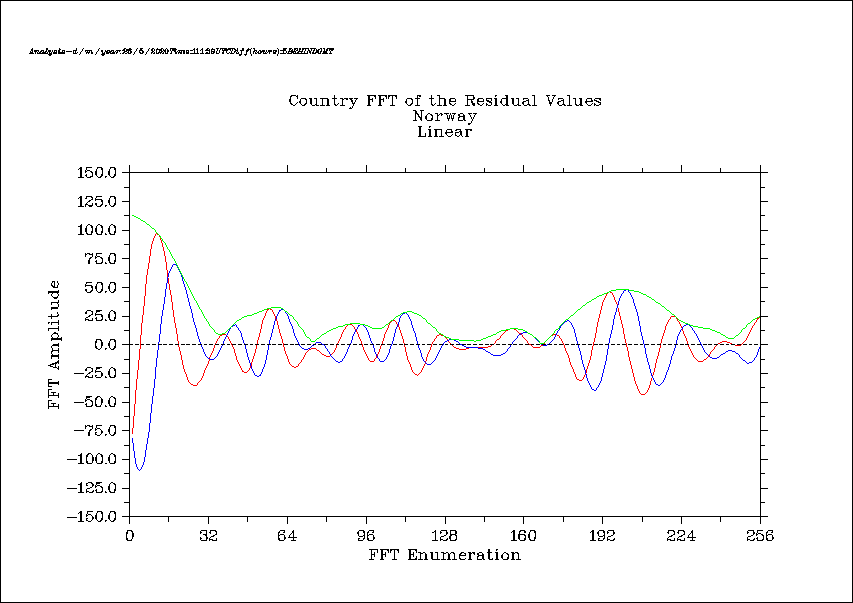 Country FFT of the Residual Values
Norway
Linear
150.0
125.0
100.0
75.0
50.0
25.0
0.0
−25.0
−50.0
−75.0
−100.0
−125.0
−150.0
FFT Amplitude
0 32 64 96 128 160 192 224 256
FFT Enumeration